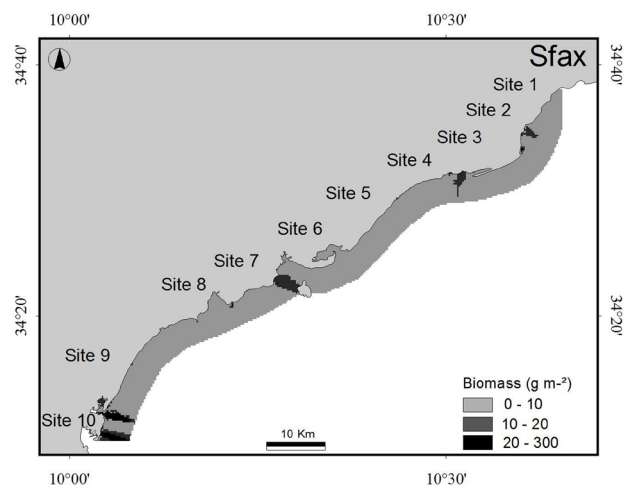 10°00'
10°30'
34°40'
34°40'
Sfax
Site 1
Site 2
Site 3
Site 4
Site 5
Site 6
Site 7
Site 8
34°20'
34°20'
Site 9
Site 10
Biomass (g m-²)
0 - 10
10 - 20
20 - 300
10 Km
10°00'
10°30'